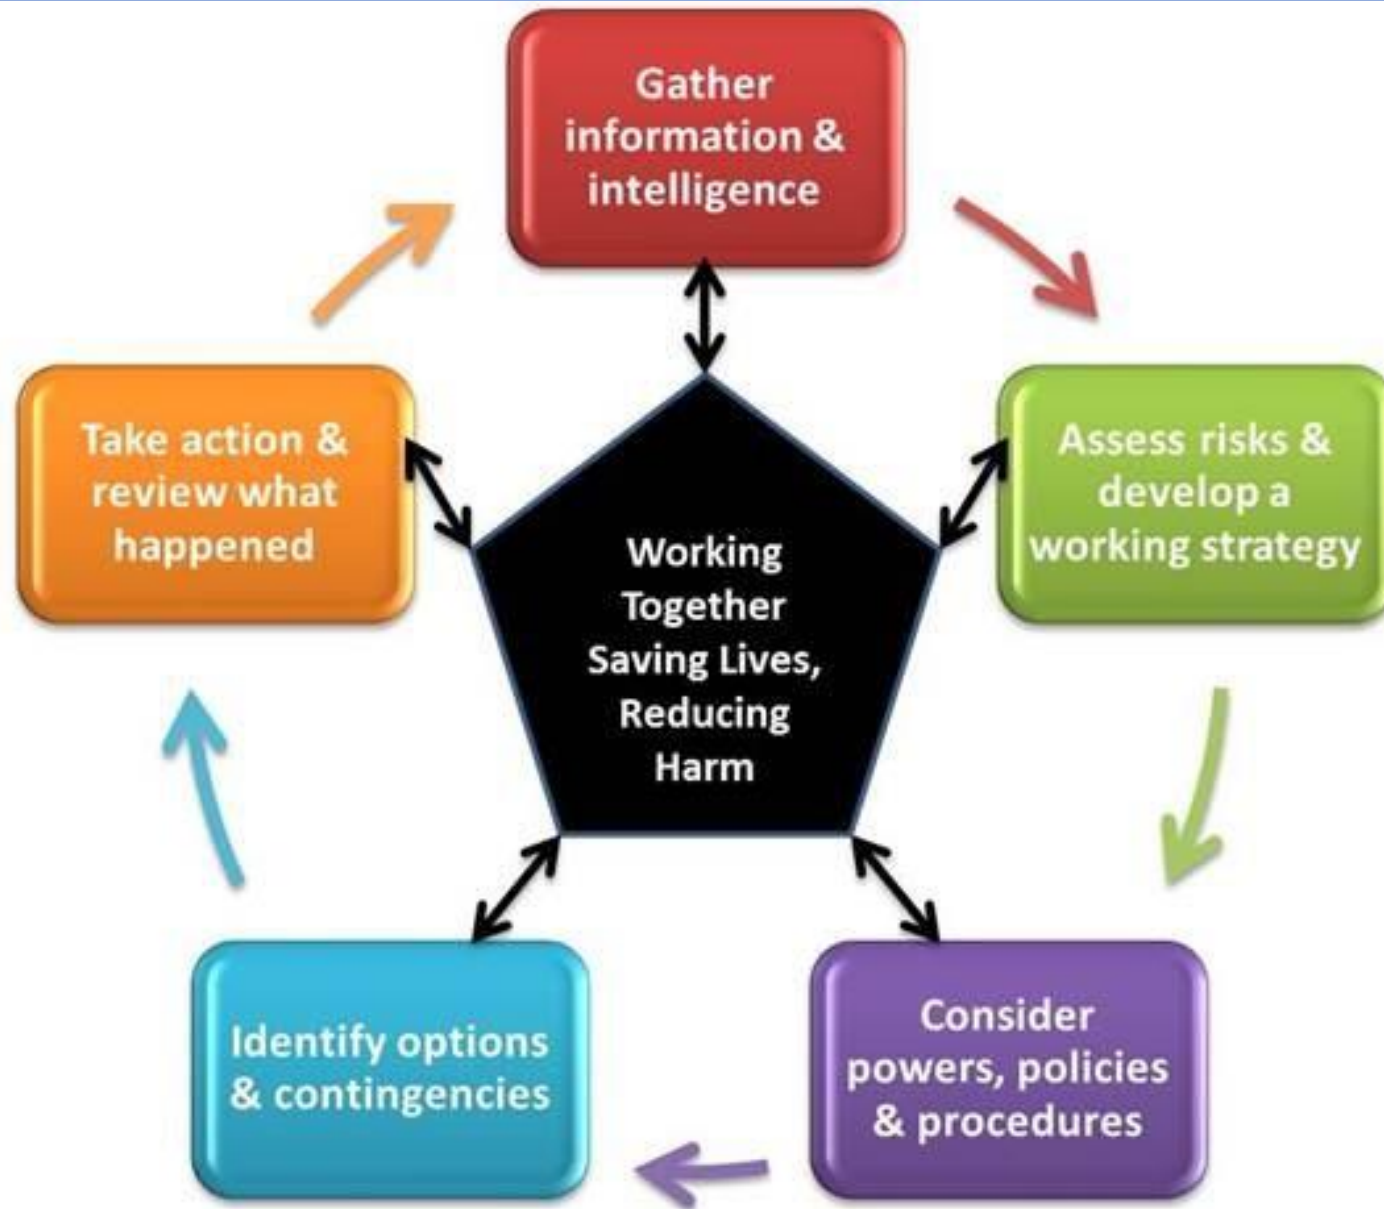 Gather
information &
intelligence
Take action &
review what
happened
Assess risks &
develop a
working strategy
Working
Together
Saving Lives,
Reducing
Harm
Identify options
& contingencies
Consider
powers, policies
& procedures